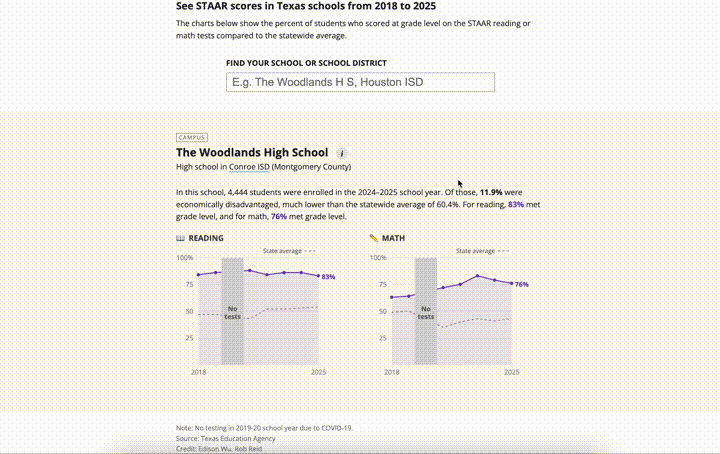 See STAAR scores in Texas schools from 2018 to 2025
The charts below show the percent of students who scored at grade level on the STAAR reading or
math tests compared to the statewide average.
FIND YOUR SCHOOL OR SCHOOL DISTRICT
E.g. The Woodlands H S, Houston ISD
CAMPUS
The Woodlands High School i
High school in Conroe ISD (Montgomery County)
In this school, 4,444 students were enrolled in the 2024–2025 school year. Of those, 11.9% were
economically disadvantaged, much lower than the statewide average of 60.4%. For reading, 83% met
grade level, and for math, 76% met grade level.
READING
State average
100%
75
50
25
No
tests
83%
2018
2025
MATH
State average
100%
75
50
25
No
tests
76%
2018
2025
Note: No testing in 2019-20 school year due to COVID-19.
Source: Texas Education Agency
Credit: Edison Wu, Rob Reid